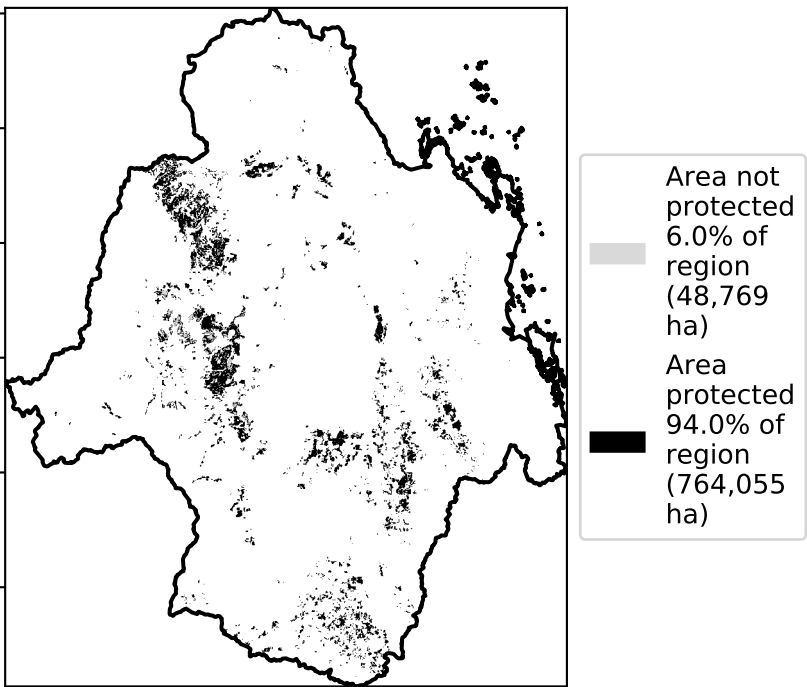 Area not
protected
6.0% of
region
(48,769
ha)
Area
protected
94.0% of
region
(764,055
ha)